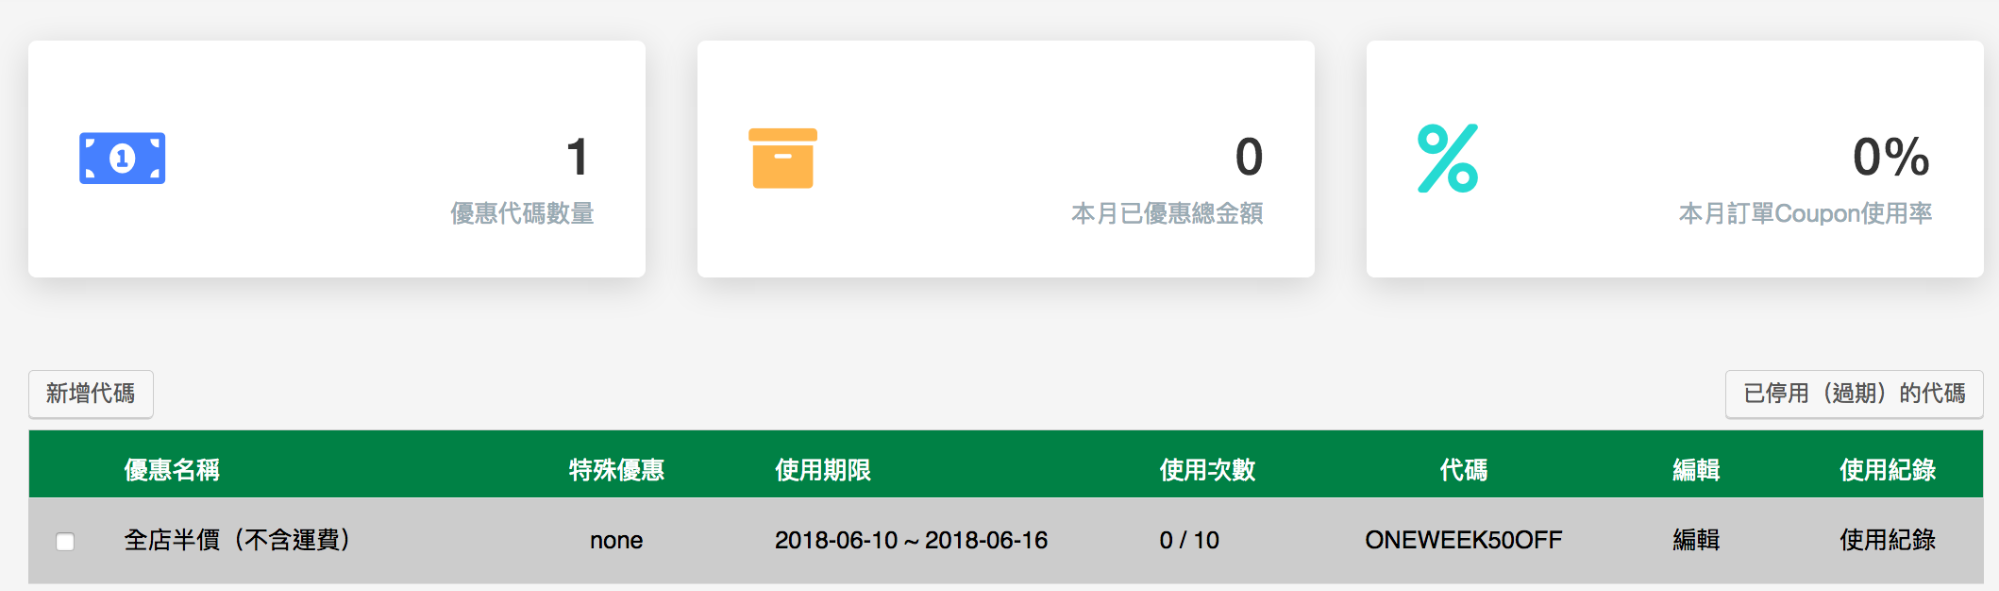 1
1
優惠代碼數量
0
本月已優惠總金額
0%
本月訂單Coupon使用率
新增代碼
已停用（過期）的代碼
優惠名稱 特殊優惠 使用期限 使用次數 代碼 編輯 使用紀錄
全店半價（不含運費） none 2018-06-10 ~ 2018-06-16 0 / 10 ONEWEEK50OFF 編輯 使用紀錄